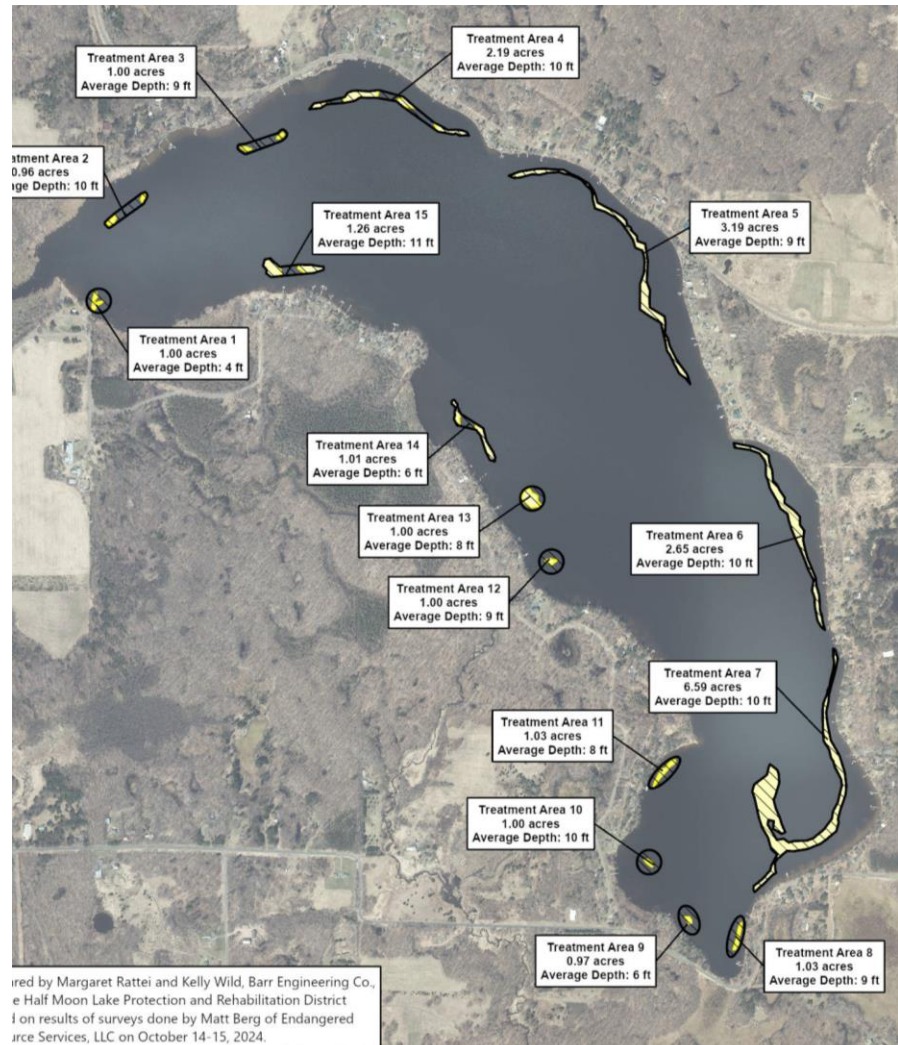 Treatment Area 4
2.19 acres
Average Depth: 10 ft
Treatment Area 3
1.00 acres
Average Depth: 9 ft
atment Area 2
0.96 acres
age Depth: 10 ft
Treatment Area 15
1.26 acres
Average Depth: 11 ft
Treatment Area 5
3.19 acres
Average Depth: 9 ft
Treatment Area 1
1.00 acres
Average Depth: 4 ft
Treatment Area 14
1.01 acres
Average Depth: 6 ft
Treatment Area 13
1.00 acres
Average Depth: 8 ft
Treatment Area 6
2.65 acres
Average Depth: 10 ft
Treatment Area 12
1.00 acres
Average Depth: 9 ft
Treatment Area 7
6.59 acres
Average Depth: 10 ft
Treatment Area 11
1.03 acres
Average Depth: 8 ft
Treatment Area 10
1.00 acres
Average Depth: 10 ft
Treatment Area 9
0.97 acres
Average Depth: 6 ft
Treatment Area 8
1.03 acres
Average Depth: 9 ft
ared by Margaret Rattei and Kelly Wild, Barr Engineering Co.,
e Half Moon Lake Protection and Rehabilitation District
d on results of surveys done by Matt Berg of Endangered
urce Services, LLC on October 14-15, 2024.